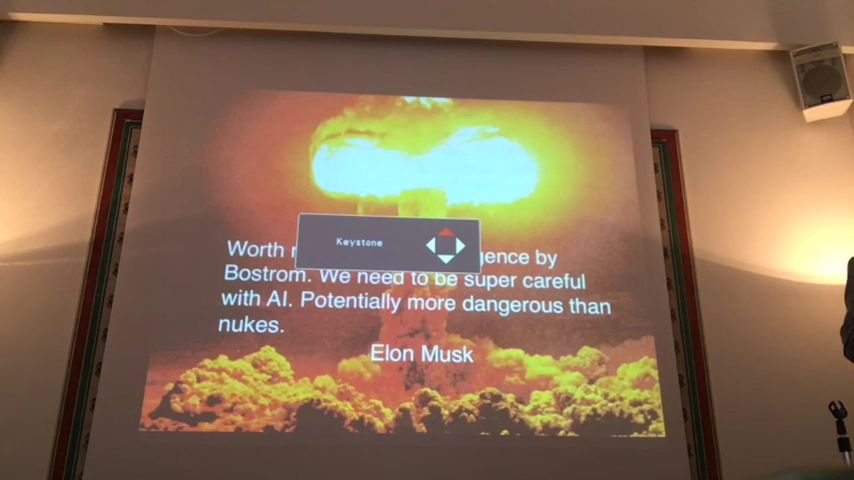 Keystone
Worth gence by
Bostrom. We need to be super careful
with AI. Potentially more dangerous than
nukes.
Elon Musk